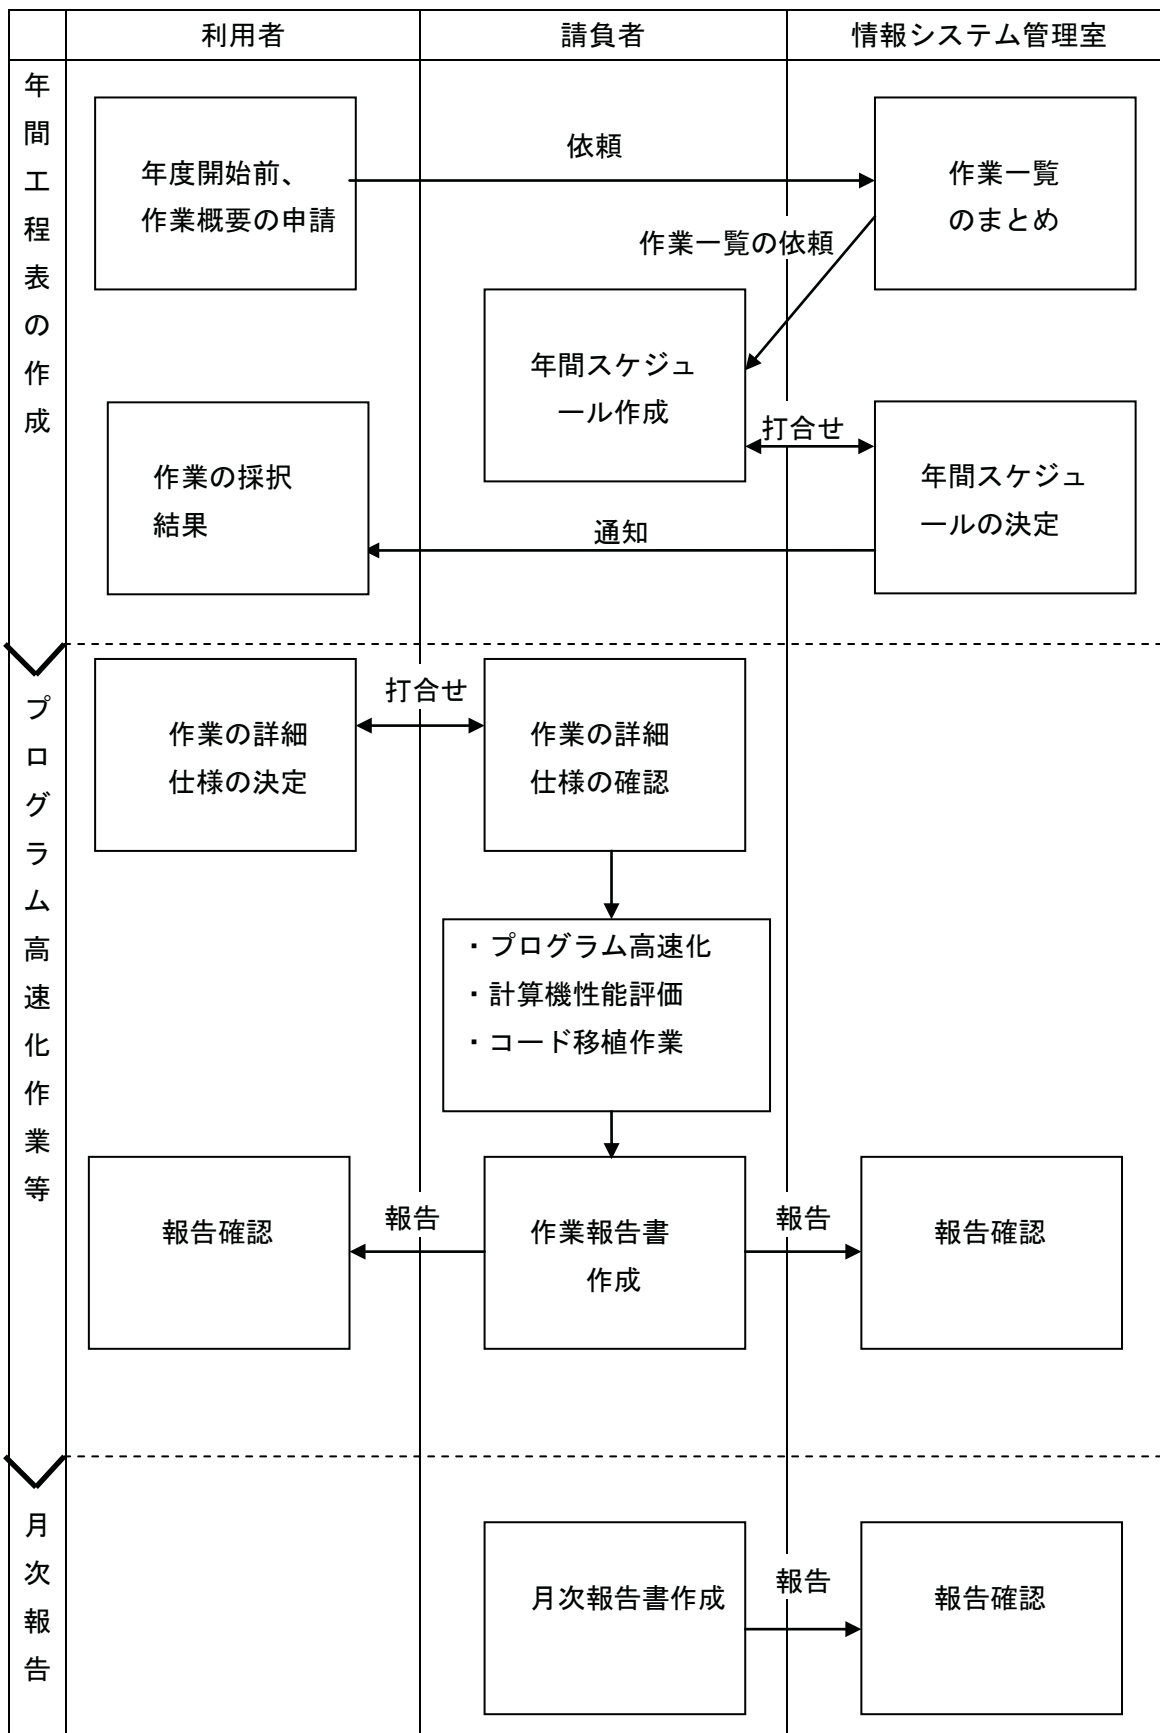 利用者
請負者
情報システム管理室
年間工程表の作成
年度開始前、
作業概要の申請
依頼
作業一覧
のまとめ
作業一覧の依頼
年間スケジュ
ール作成
打合せ
年間スケジュ
ールの決定
作業の採択
結果
通知
プログラム高速化作業等
作業の詳細
仕様の決定
打合せ
作業の詳細
仕様の確認
・プログラム高速化
・計算機性能評価
・コード移植作業
報告確認
報告
作業報告書
作成
報告
報告確認
月次報告
月次報告書作成
報告
報告確認